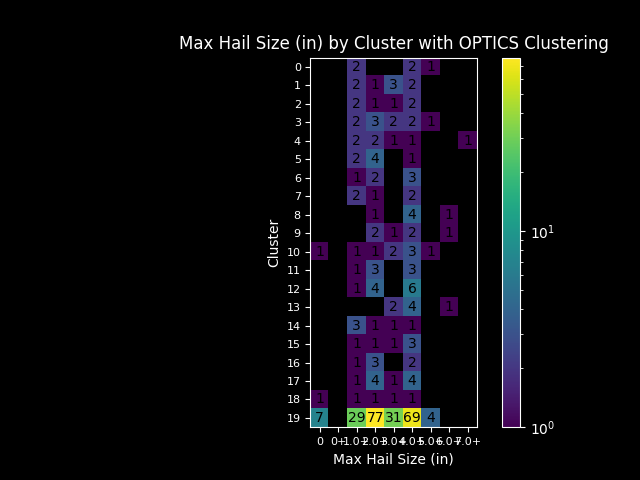 Max Hail Size (in) by Cluster with OPTICS Clustering
0 2 2 1
1 2 1 3 2
2 2 1 1 2
3 2 3 2 2 1
4 2 2 1 1 1
5 2 4 1
6 1 2 3
7 2 1 2
8 1 4 1
9 2 1 2 1
10 1 1 1 2 3 1
11 1 3 3
12 1 4 6
13 2 4 1
14 3 1 1 1
15 1 1 1 3
16 1 3 2
17 1 4 1 4
18 1 1 1 1 1
19 7 29 77 31 69 4
0 0+ 1.0+ 2.0+ 3.0+ 4.0+ 5.0+ 6.0+ 7.0+
Max Hail Size (in)
Cluster
10¹
10⁰